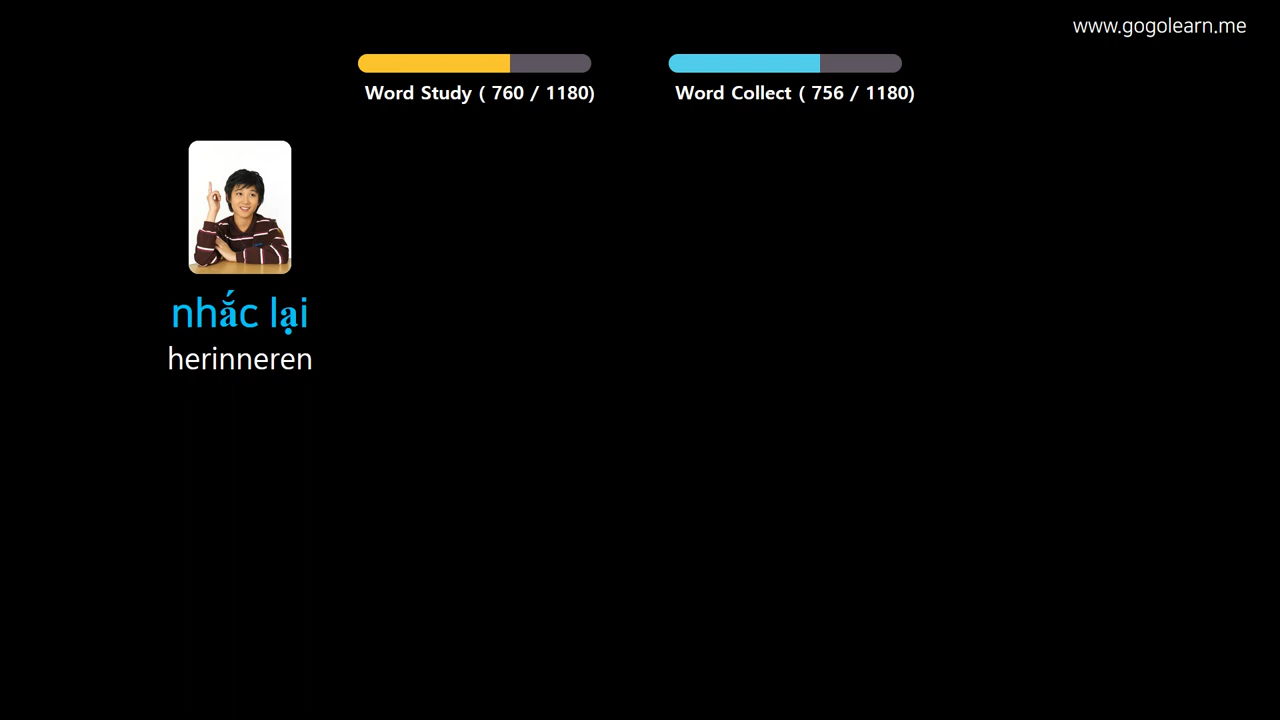 www.gogolearn.me
Word Study ( 760 / 1180)
Word Collect ( 756 / 1180)
nhắc lại
herinneren